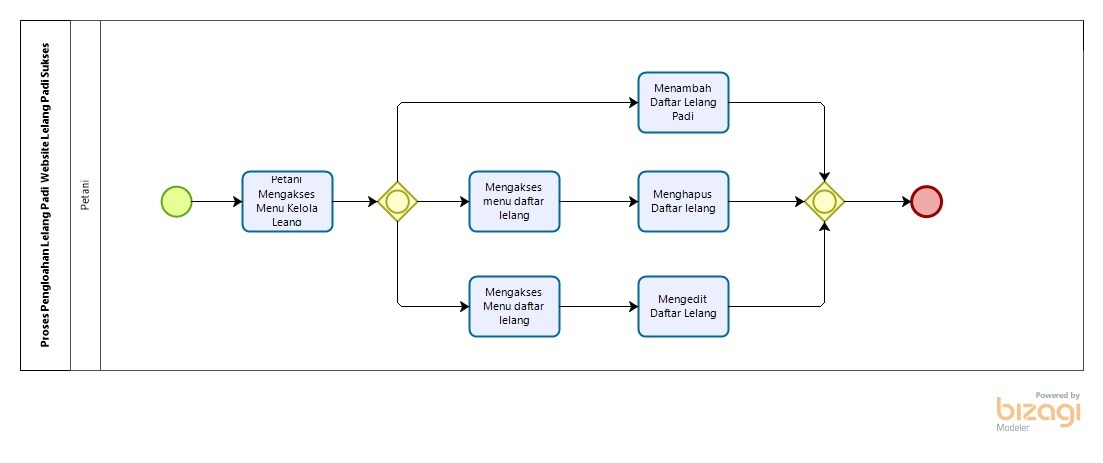 Proses Pengloahan Lelang Padi Website Lelang Padi Sukses
Petani
Petani
Mengakses
Menu Kelola
Leang
Mengakses
menu daftar
lelang
Mengakses
Menu daftar
lelang
Menambah
Daftar Lelang
Padi
Menghapus
Daftar lelang
Mengedit
Daftar Lelang
Powered by
bizagi
Modeler